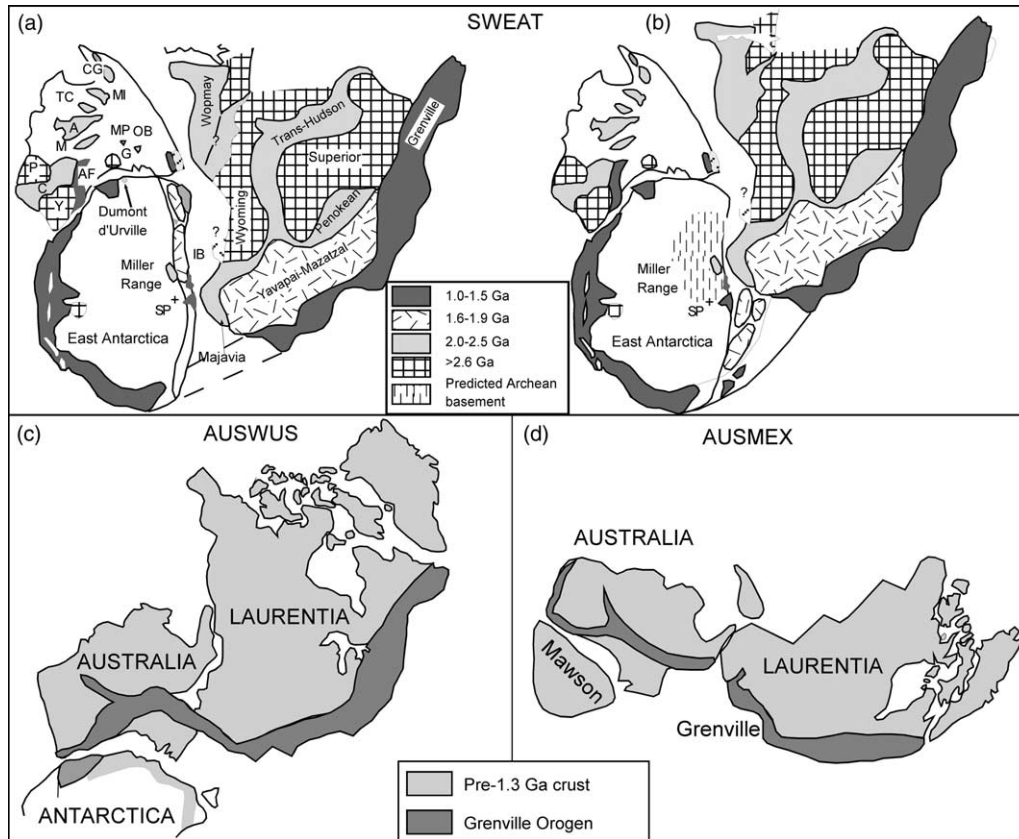 (a)
SWEAT
(b)
CG
TC
MI
A
MP OB
M
G
P
AF
C
Y
Dumont
d'Urville
Miller
Range
SP
East Antarctica
Majavia
IB
Wopmay
?
?
Wyoming
Trans-Hudson
Superior
Penokean
Yavapai-Mazatzal
Grenville
?
Miller
Range
SP
East Antarctica
1.0-1.5 Ga
1.6-1.9 Ga
2.0-2.5 Ga
>2.6 Ga
Predicted Archean
basement
(c)
AUSWUS
LAURENTIA
AUSTRALIA
ANTARCTICA
(d)
AUSMEX
AUSTRALIA
Mawson
LAURENTIA
Grenville
Pre-1.3 Ga crust
Grenville Orogen